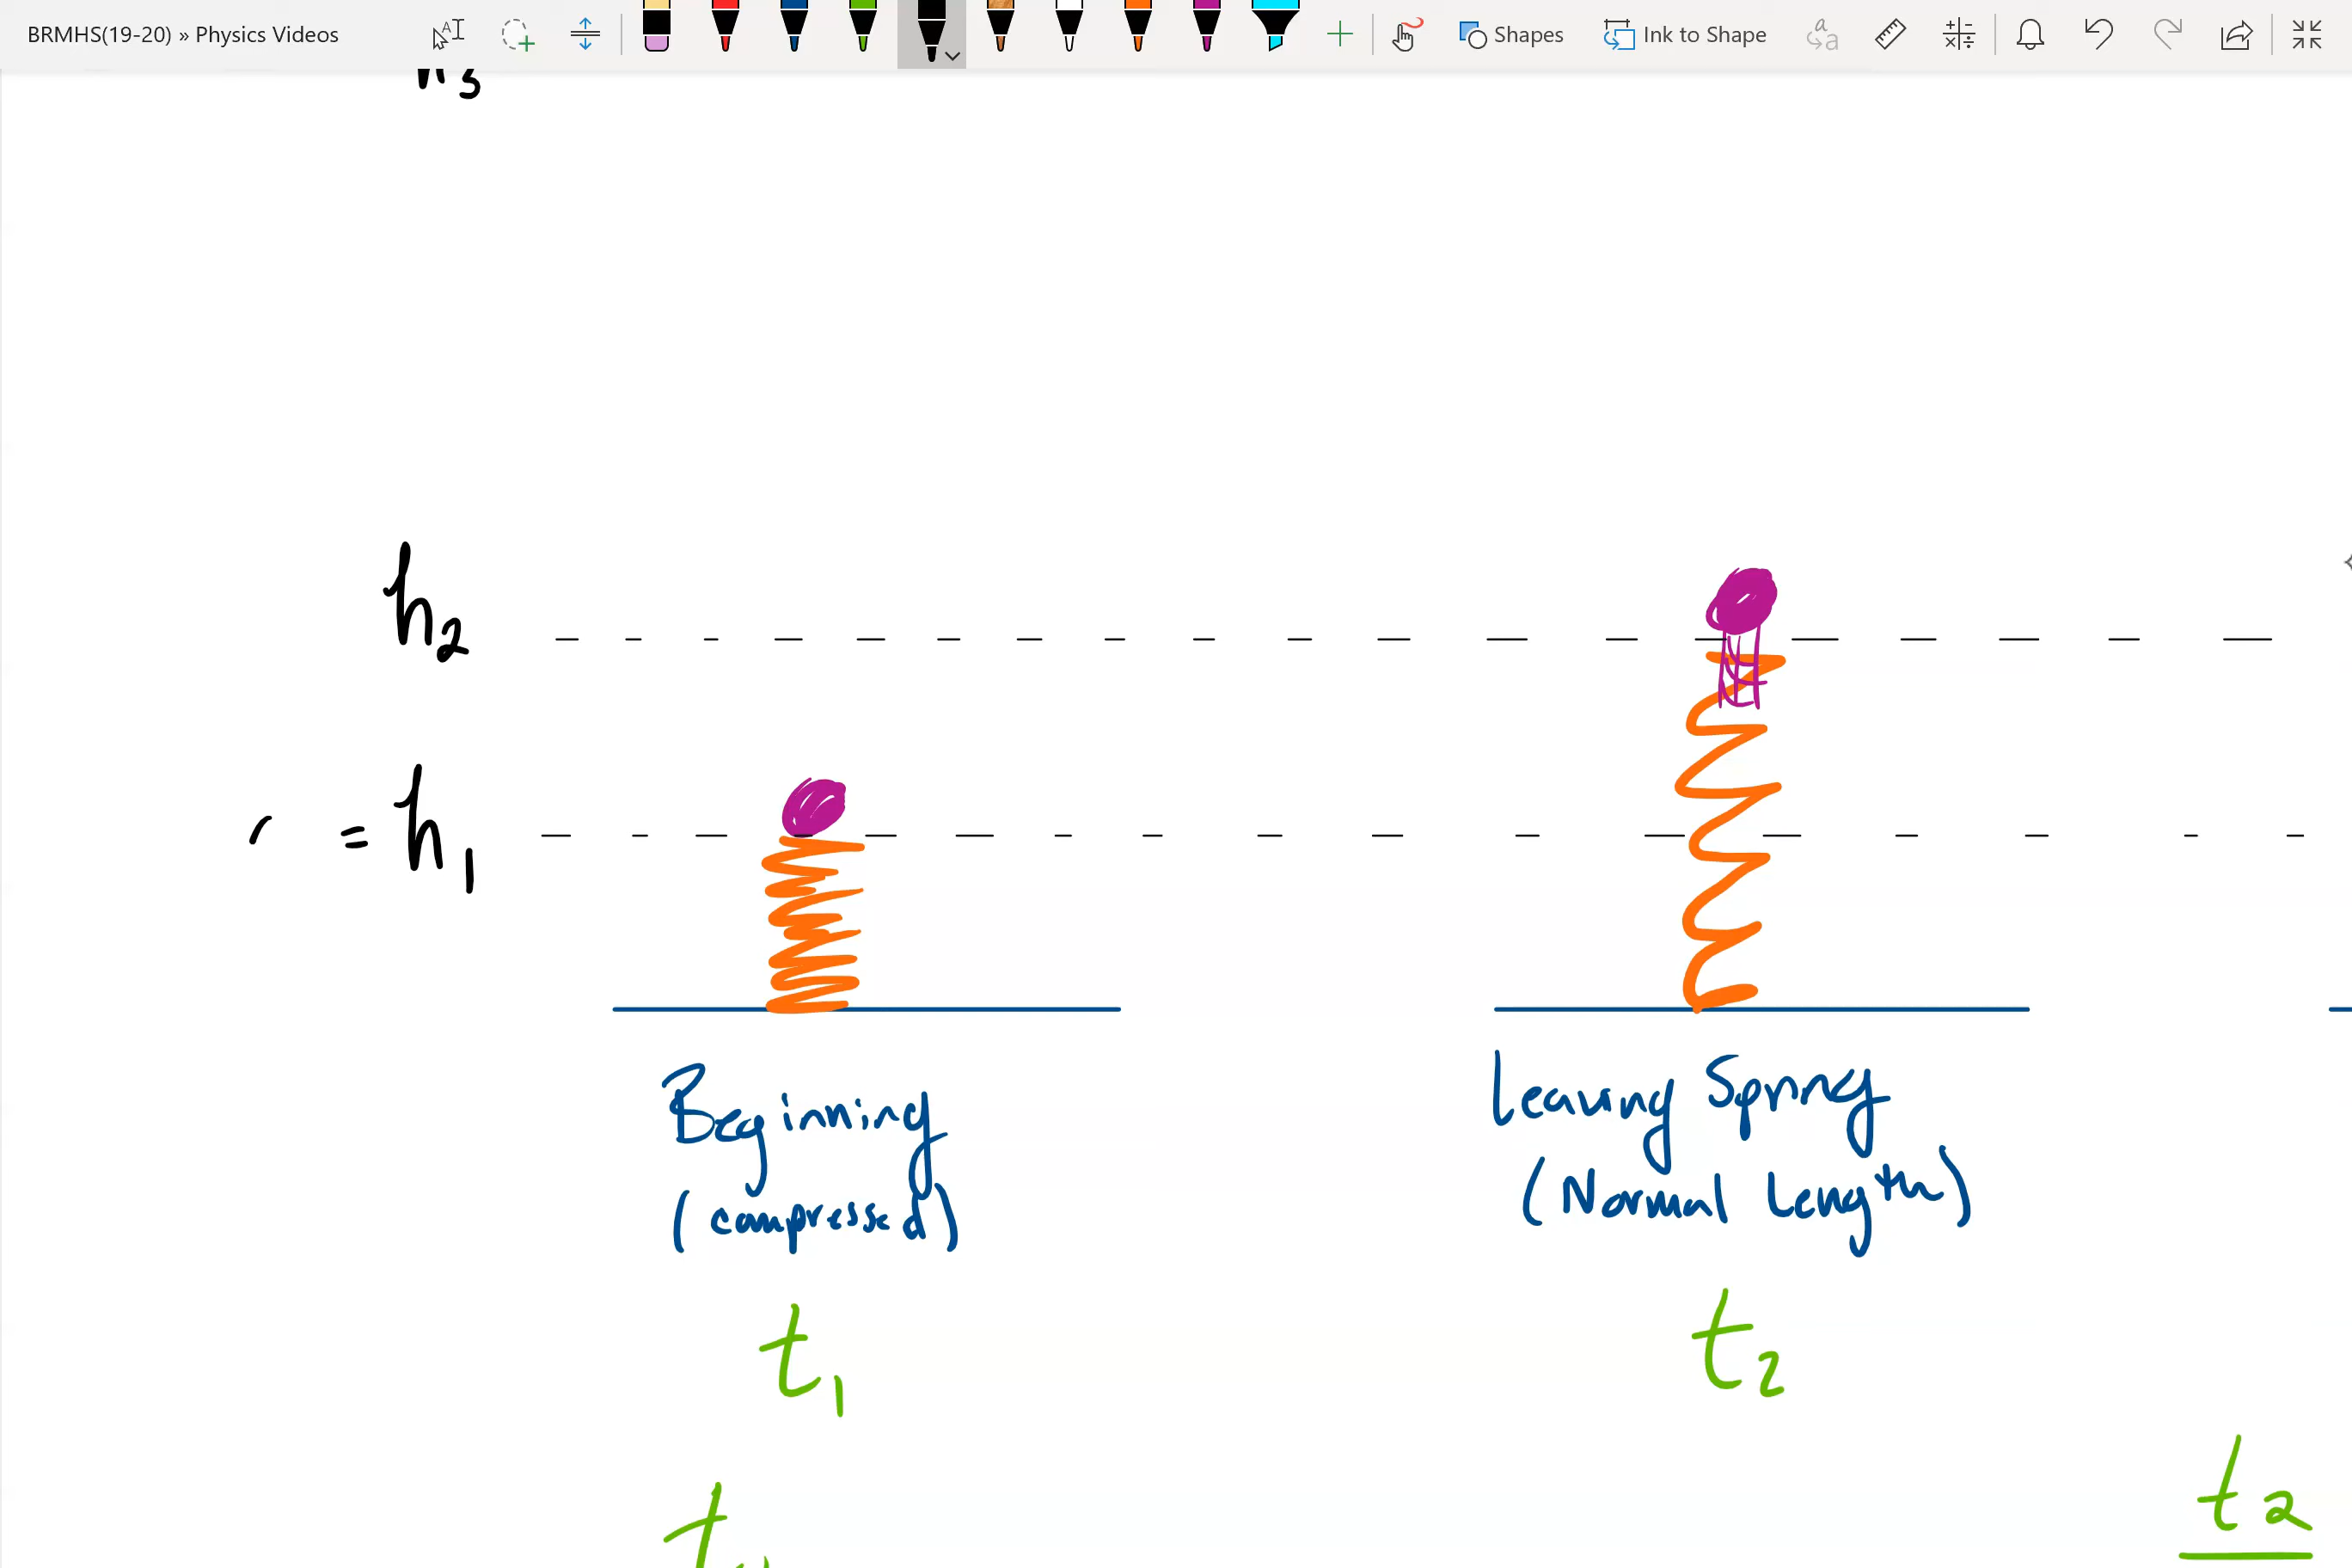 BRMHS(19-20) » Physics Videos
Shapes
Ink to Shape
h3
h2
= h1
Beginning
(compressed)
Leaving Spring
(Normal Length)
t1
t2
t2